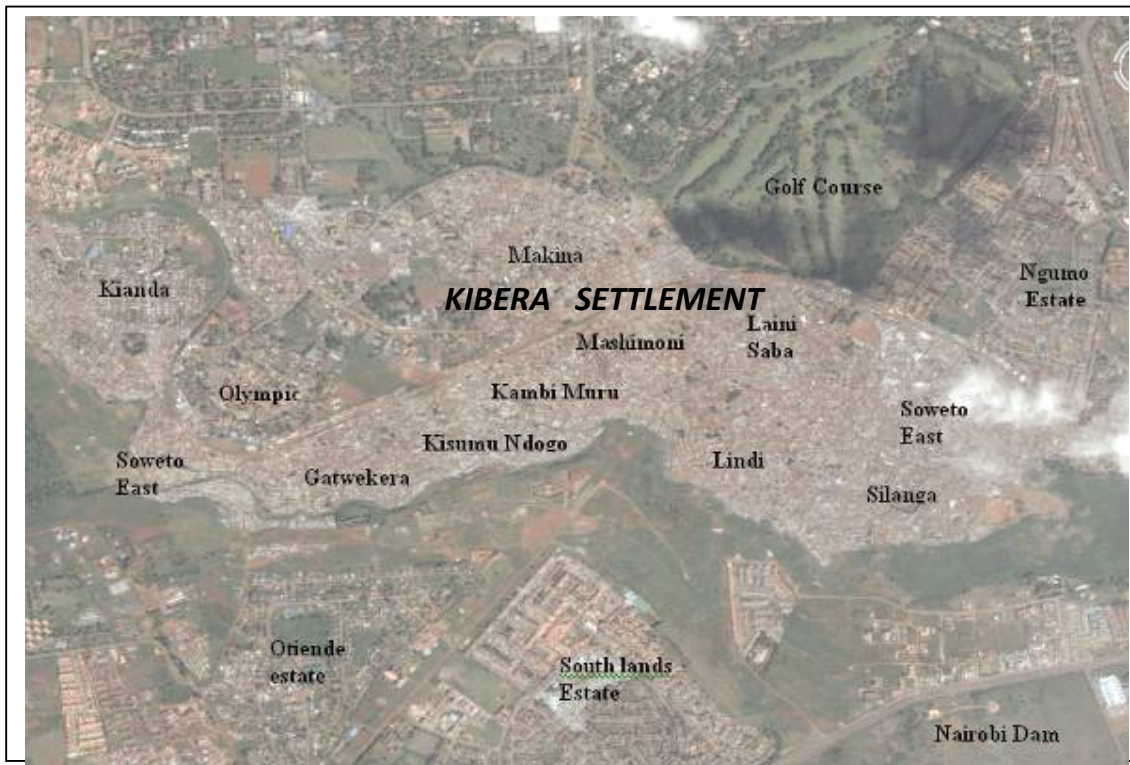 Golf Course
Makina
Kianda
Ngumo
Estate
KIBERA SETTLEMENT
Laini
Saba
Mashimoni
Olympic
Kambi Muru
Soweto
East
Kisumu Ndogo
Soweto
East
Lindi
Gatwekera
Silanga
Otiende
estate
South lands
Estate
Nairobi Dam